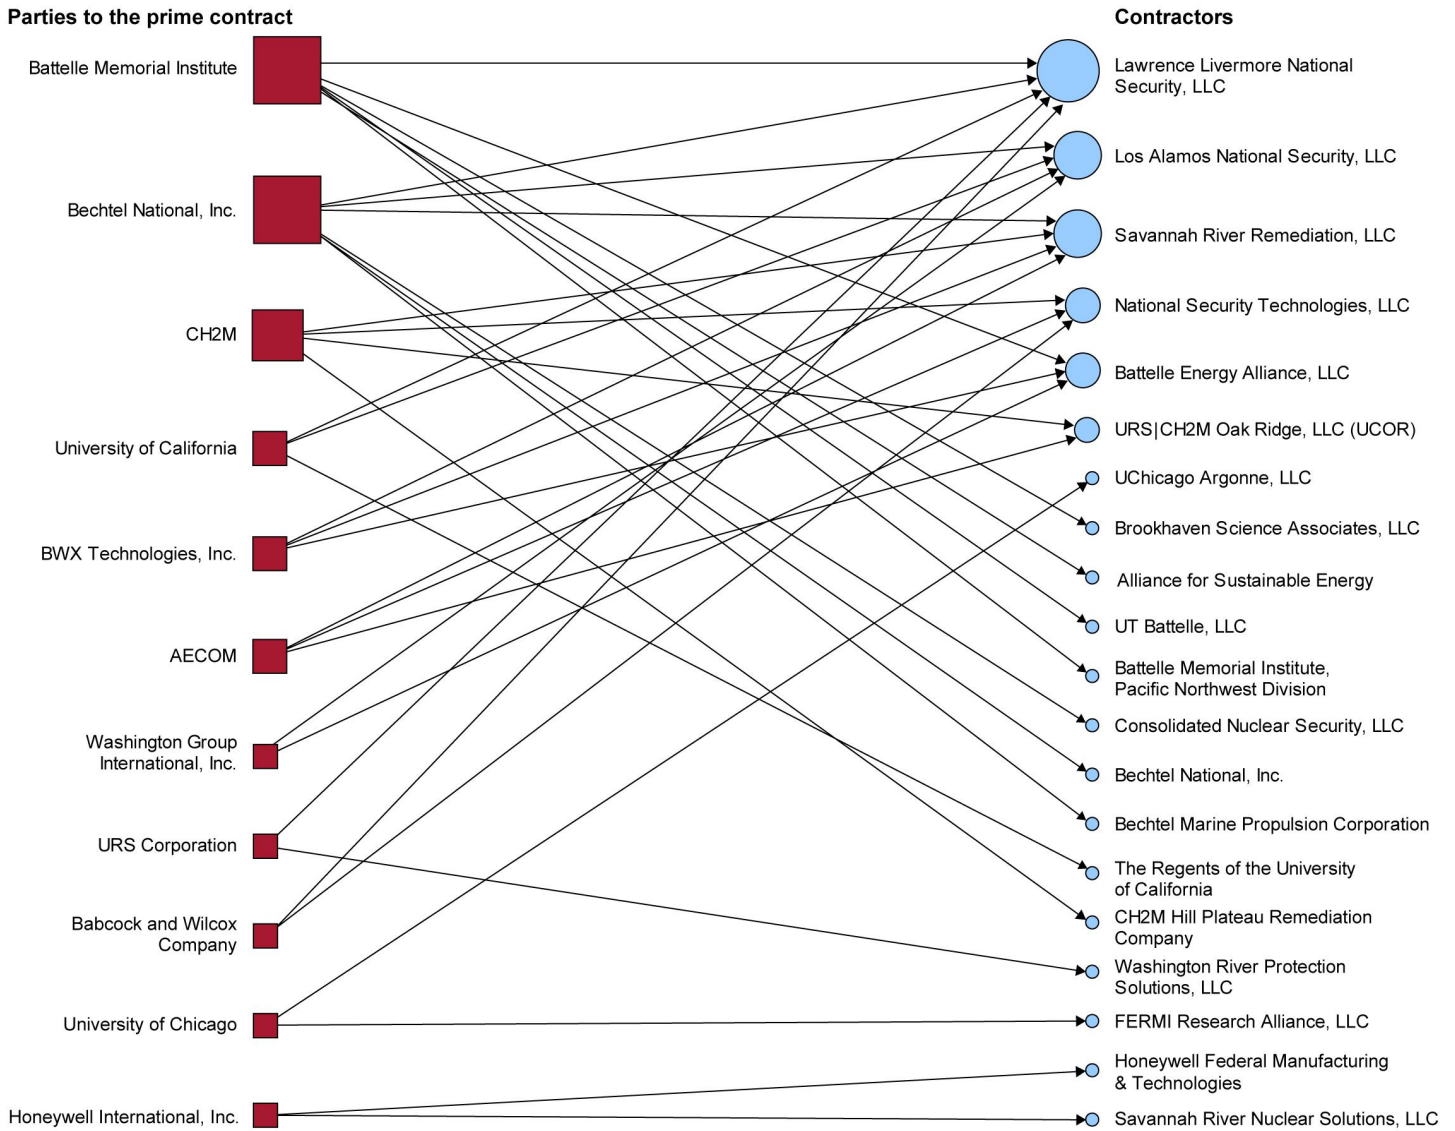 Parties to the prime contract
Contractors
Battelle Memorial Institute
Bechtel National, Inc.
CH2M
University of California
BWX Technologies, Inc.
AECOM
Washington Group
International, Inc.
URS Corporation
Babcock and Wilcox
Company
University of Chicago
Honeywell International, Inc.
Lawrence Livermore National
Security, LLC
Los Alamos National Security, LLC
Savannah River Remediation, LLC
National Security Technologies, LLC
Battelle Energy Alliance, LLC
URS|CH2M Oak Ridge, LLC (UCOR)
UChicago Argonne, LLC
Brookhaven Science Associates, LLC
Alliance for Sustainable Energy
UT Battelle, LLC
Battelle Memorial Institute,
Pacific Northwest Division
Consolidated Nuclear Security, LLC
Bechtel National, Inc.
Bechtel Marine Propulsion Corporation
The Regents of the University
of California
CH2M Hill Plateau Remediation
Company
Washington River Protection
Solutions, LLC
FERMI Research Alliance, LLC
Honeywell Federal Manufacturing
& Technologies
Savannah River Nuclear Solutions, LLC